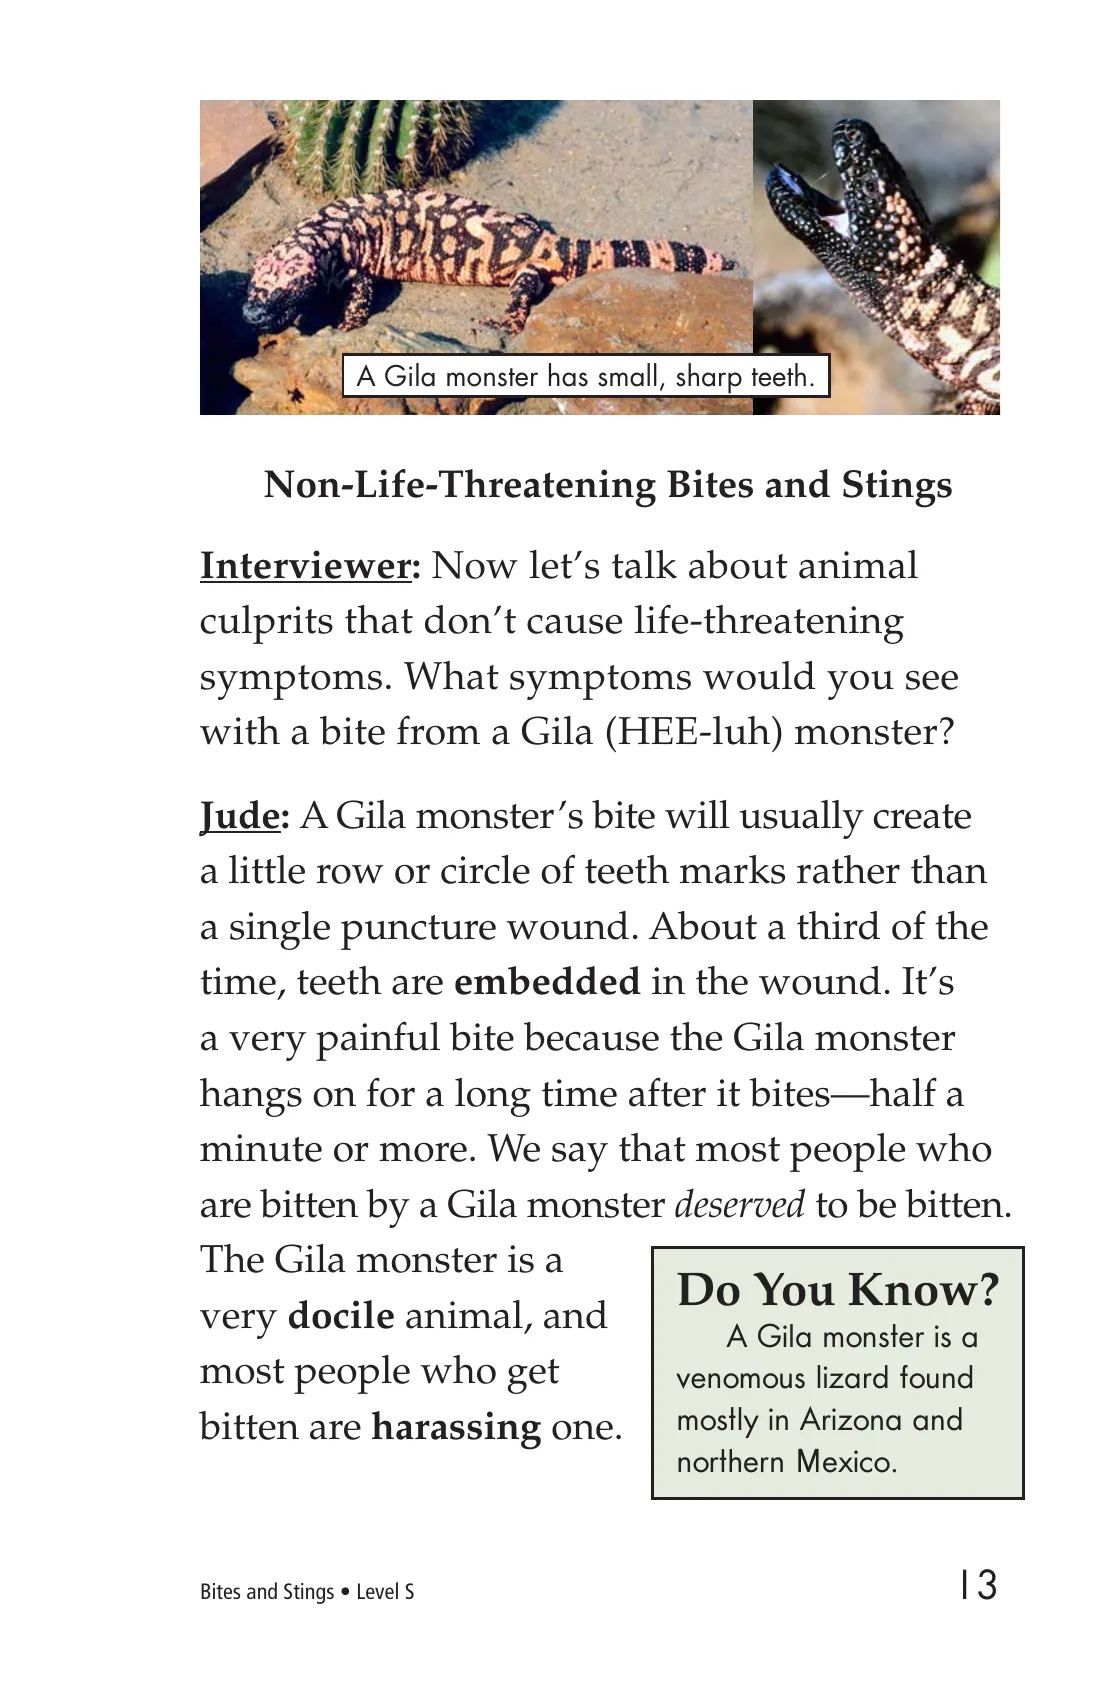 A Gila monster has small, sharp teeth.
Non-Life-Threatening Bites and Stings
Interviewer: Now let’s talk about animal
culprits that don’t cause life-threatening
symptoms. What symptoms would you see
with a bite from a Gila (HEE-luh) monster?
Jude: A Gila monster’s bite will usually create
a little row or circle of teeth marks rather than
a single puncture wound. About a third of the
time, teeth are embedded in the wound. It’s
a very painful bite because the Gila monster
hangs on for a long time after it bites—half a
minute or more. We say that most people who
are bitten by a Gila monster deserved to be bitten.
The Gila monster is a
very docile animal, and
most people who get
bitten are harassing one.
Do You Know?
A Gila monster is a
venomous lizard found
mostly in Arizona and
northern Mexico.
Bites and Stings • Level S
13